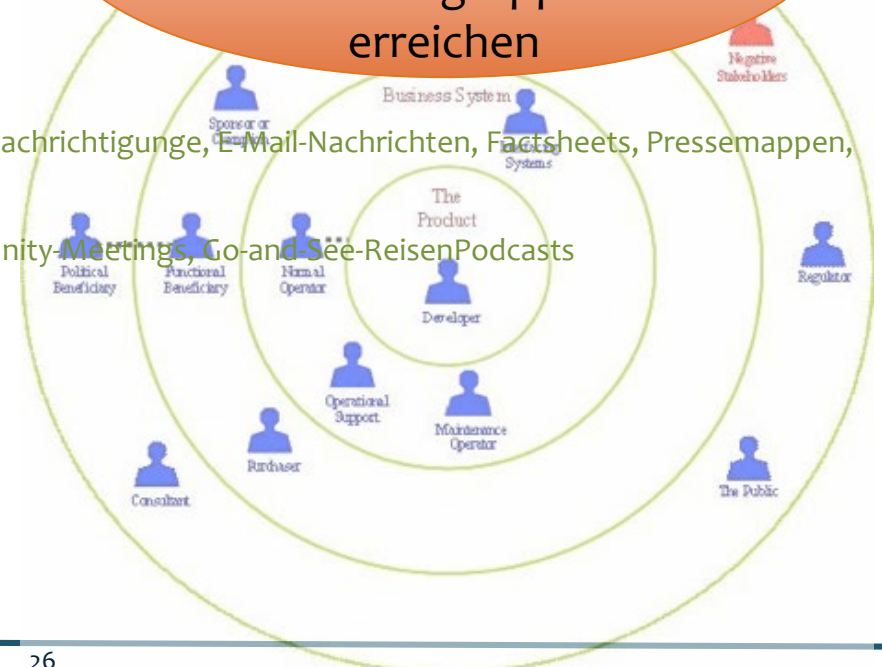 erreichen
Negative
Stakeholders
Business System
Sponsor or
achrichtigunge, E-Mail-Nachrichten, Factsheets, Pressemappen,
Systems
The
Product
nity-Meetings, Go-and-See-ReisenPodcasts
Political
Beneficiary
Functional
Beneficiary
Normal
Operator
Regulator
Developer
Operational
Support
Maintenance
Operator
Purchaser
Consultant
The Public
26